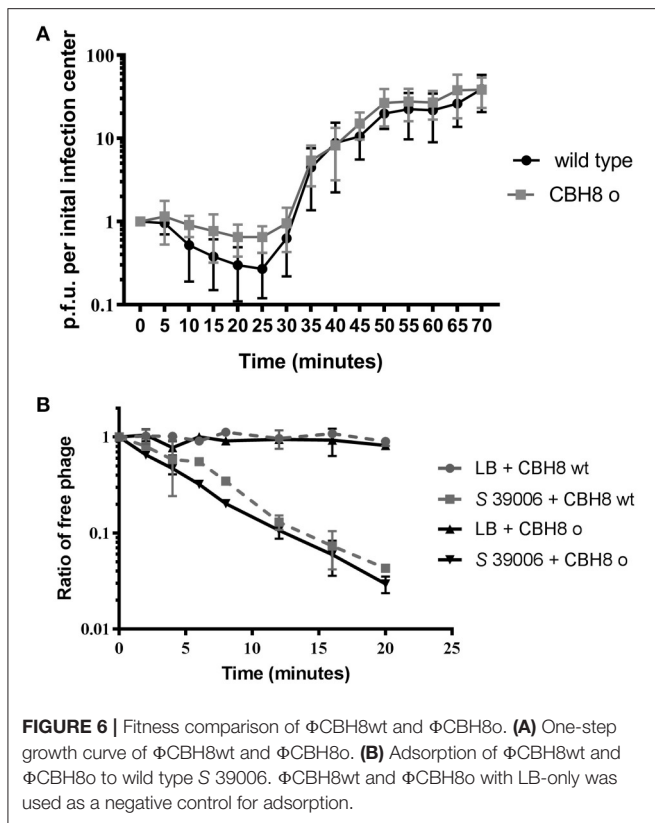 A
p.f.u. per inital infection center
100
10
1
0.1
0 5 10 15 20 25 30 35 40 45 50 55 60 65 70
Time (minutes)
wild type
CBH8 o
B
Ratio of free phage
1
0.1
0.01
0 5 10 15 20 25
Time (minutes)
LB + CBH8 wt
S 39006 + CBH8 wt
LB + CBH8 o
S 39006 + CBH8 o
FIGURE 6 | Fitness comparison of ΦCBH8wt and ΦCBH8o. (A) One-step
growth curve of ΦCBH8wt and ΦCBH8o. (B) Adsorption of ΦCBH8wt and
ΦCBH8o to wild type S 39006. ΦCBH8wt and ΦCBH8o with LB-only was
used as a negative control for adsorption.